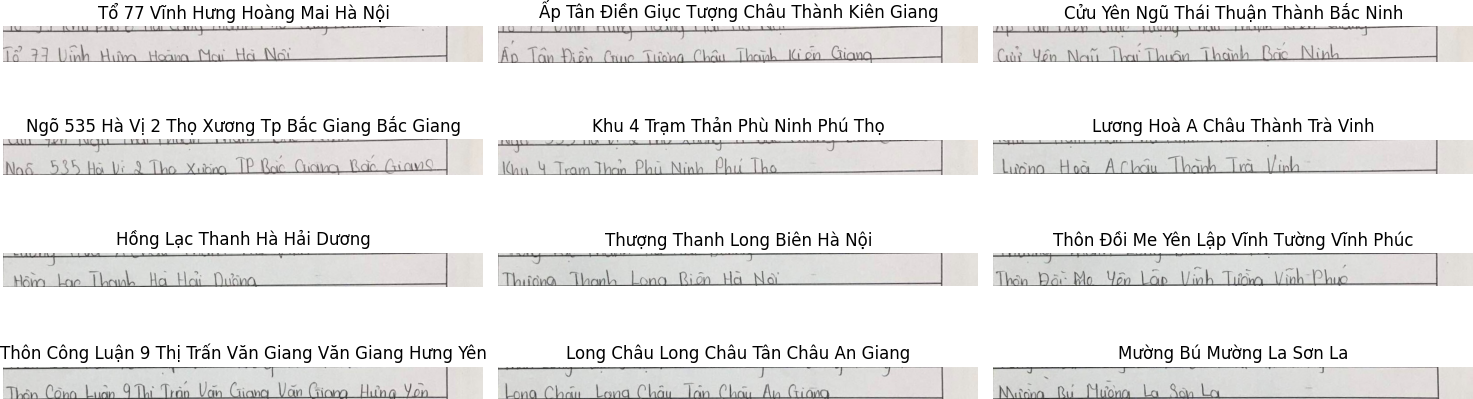 Tổ 77 Vĩnh Hưng Hoàng Mai Hà Nội
Ấp Tân Điền Giục Tượng Châu Thành Kiên Giang
Cửu Yên Ngũ Thái Thuận Thành Bắc Ninh
Tổ 77 Vĩnh Hưng Hoàng Mai Hà Nội
Ấp Tân Điền Giục Tượng Châu Thành Kiên Giang
Cửu Yên Ngũ Thái Thuận Thành Bắc Ninh
Ngõ 535 Hà Vị 2 Thọ Xương Tp Bắc Giang Bắc Giang
Khu 4 Trạm Thản Phù Ninh Phú Thọ
Lương Hoà A Châu Thành Trà Vinh
Ngõ 535 Hà Vị 2 Thọ Xương TP Bắc Giang Bắc Giang
Khu 4 Trạm Thản Phù Ninh Phú Thọ
Lương Hoà A Châu Thành Trà Vinh
Hồng Lạc Thanh Hà Hải Dương
Thượng Thanh Long Biên Hà Nội
Thôn Đồi Me Yên Lập Vĩnh Tường Vĩnh Phúc
Hồng Lạc Thanh Hà Hải Dương
Thượng Thanh Long Biên Hà Nội
Thôn Đồi Me Yên Lập Vĩnh Tường Vĩnh Phúc
Thôn Công Luận 9 Thị Trấn Văn Giang Văn Giang Hưng Yên
Long Châu Long Châu Tân Châu An Giang
Mường Bú Mường La Sơn La
Thôn Công Luận 9 Thị Trấn Văn Giang Văn Giang Hưng Yên
Long Châu Long Châu Tân Châu An Giang
Mường Bú Mường La Sơn La